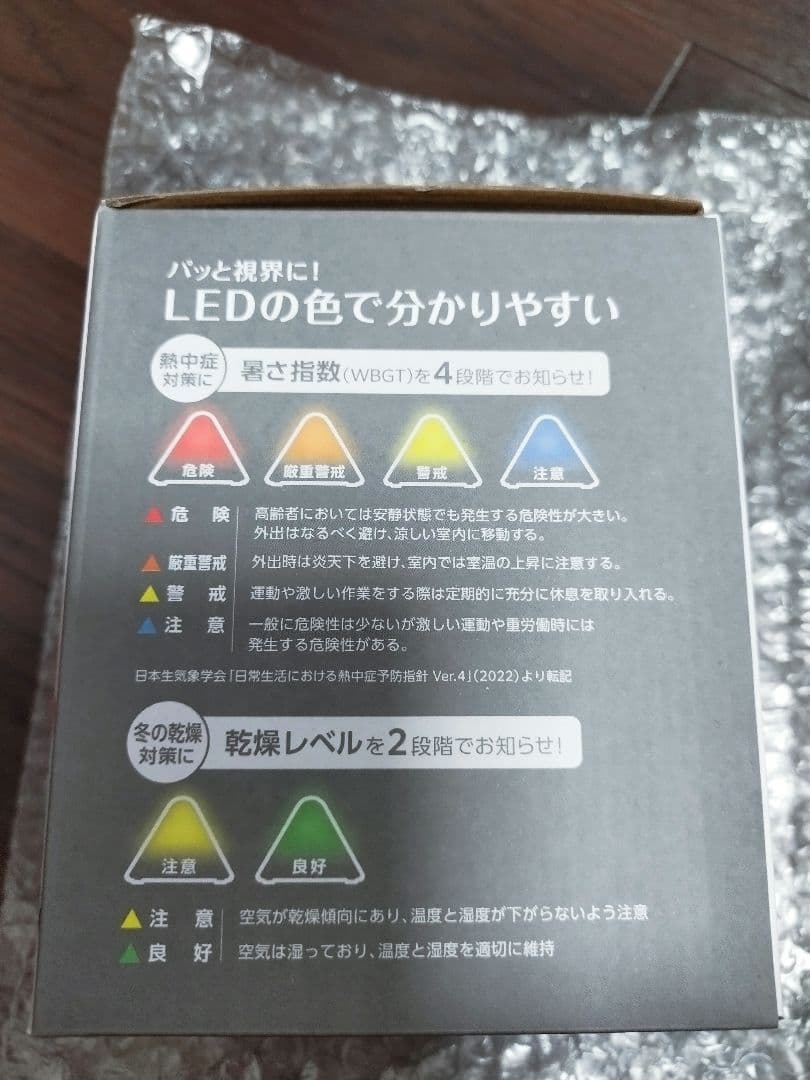 パッと視界に!
LEDの色で分かりやすい
熱中症
対策に
暑さ指数(WBGT)を4段階でお知らせ!
危険 厳重警戒 警戒 注意
危険 高齢者においては安静状態でも発生する危険性が大きい。
外出はなるべく避け、涼しい室内に移動する。
厳重警戒 外出時は炎天下を避け、室内では室温の上昇に注意する。
警戒 運動や激しい作業をする際は定期的に充分に休息を取り入れる。
注意 一般に危険性は少ないが激しい運動や重労働時には
発生する危険性がある。
日本生気象学会「日常生活における熱中症予防指針 Ver.4」(2022)より転記
冬の乾燥
対策に
乾燥レベルを2段階でお知らせ!
注意 良好
注意 空気が乾燥傾向にあり、温度と湿度が下がらないよう注意
良好 空気は湿っており、温度と湿度を適切に維持